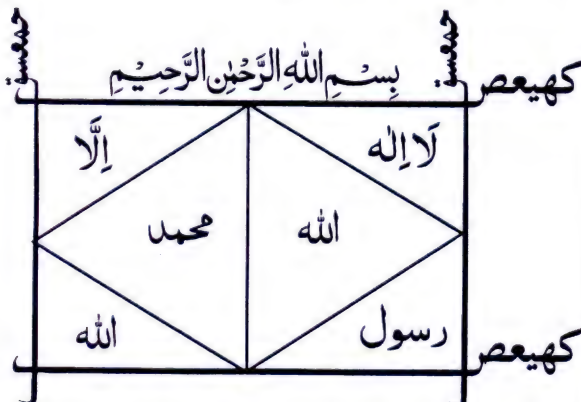 حمعسق
حمعسق
بِسْمِ اللهِ الرَّحْمٰنِ الرَّحِيْمِ
كهيعص
لَا اِلٰه
اِلَّا
الله
محمد
رسول
الله
كهيعص